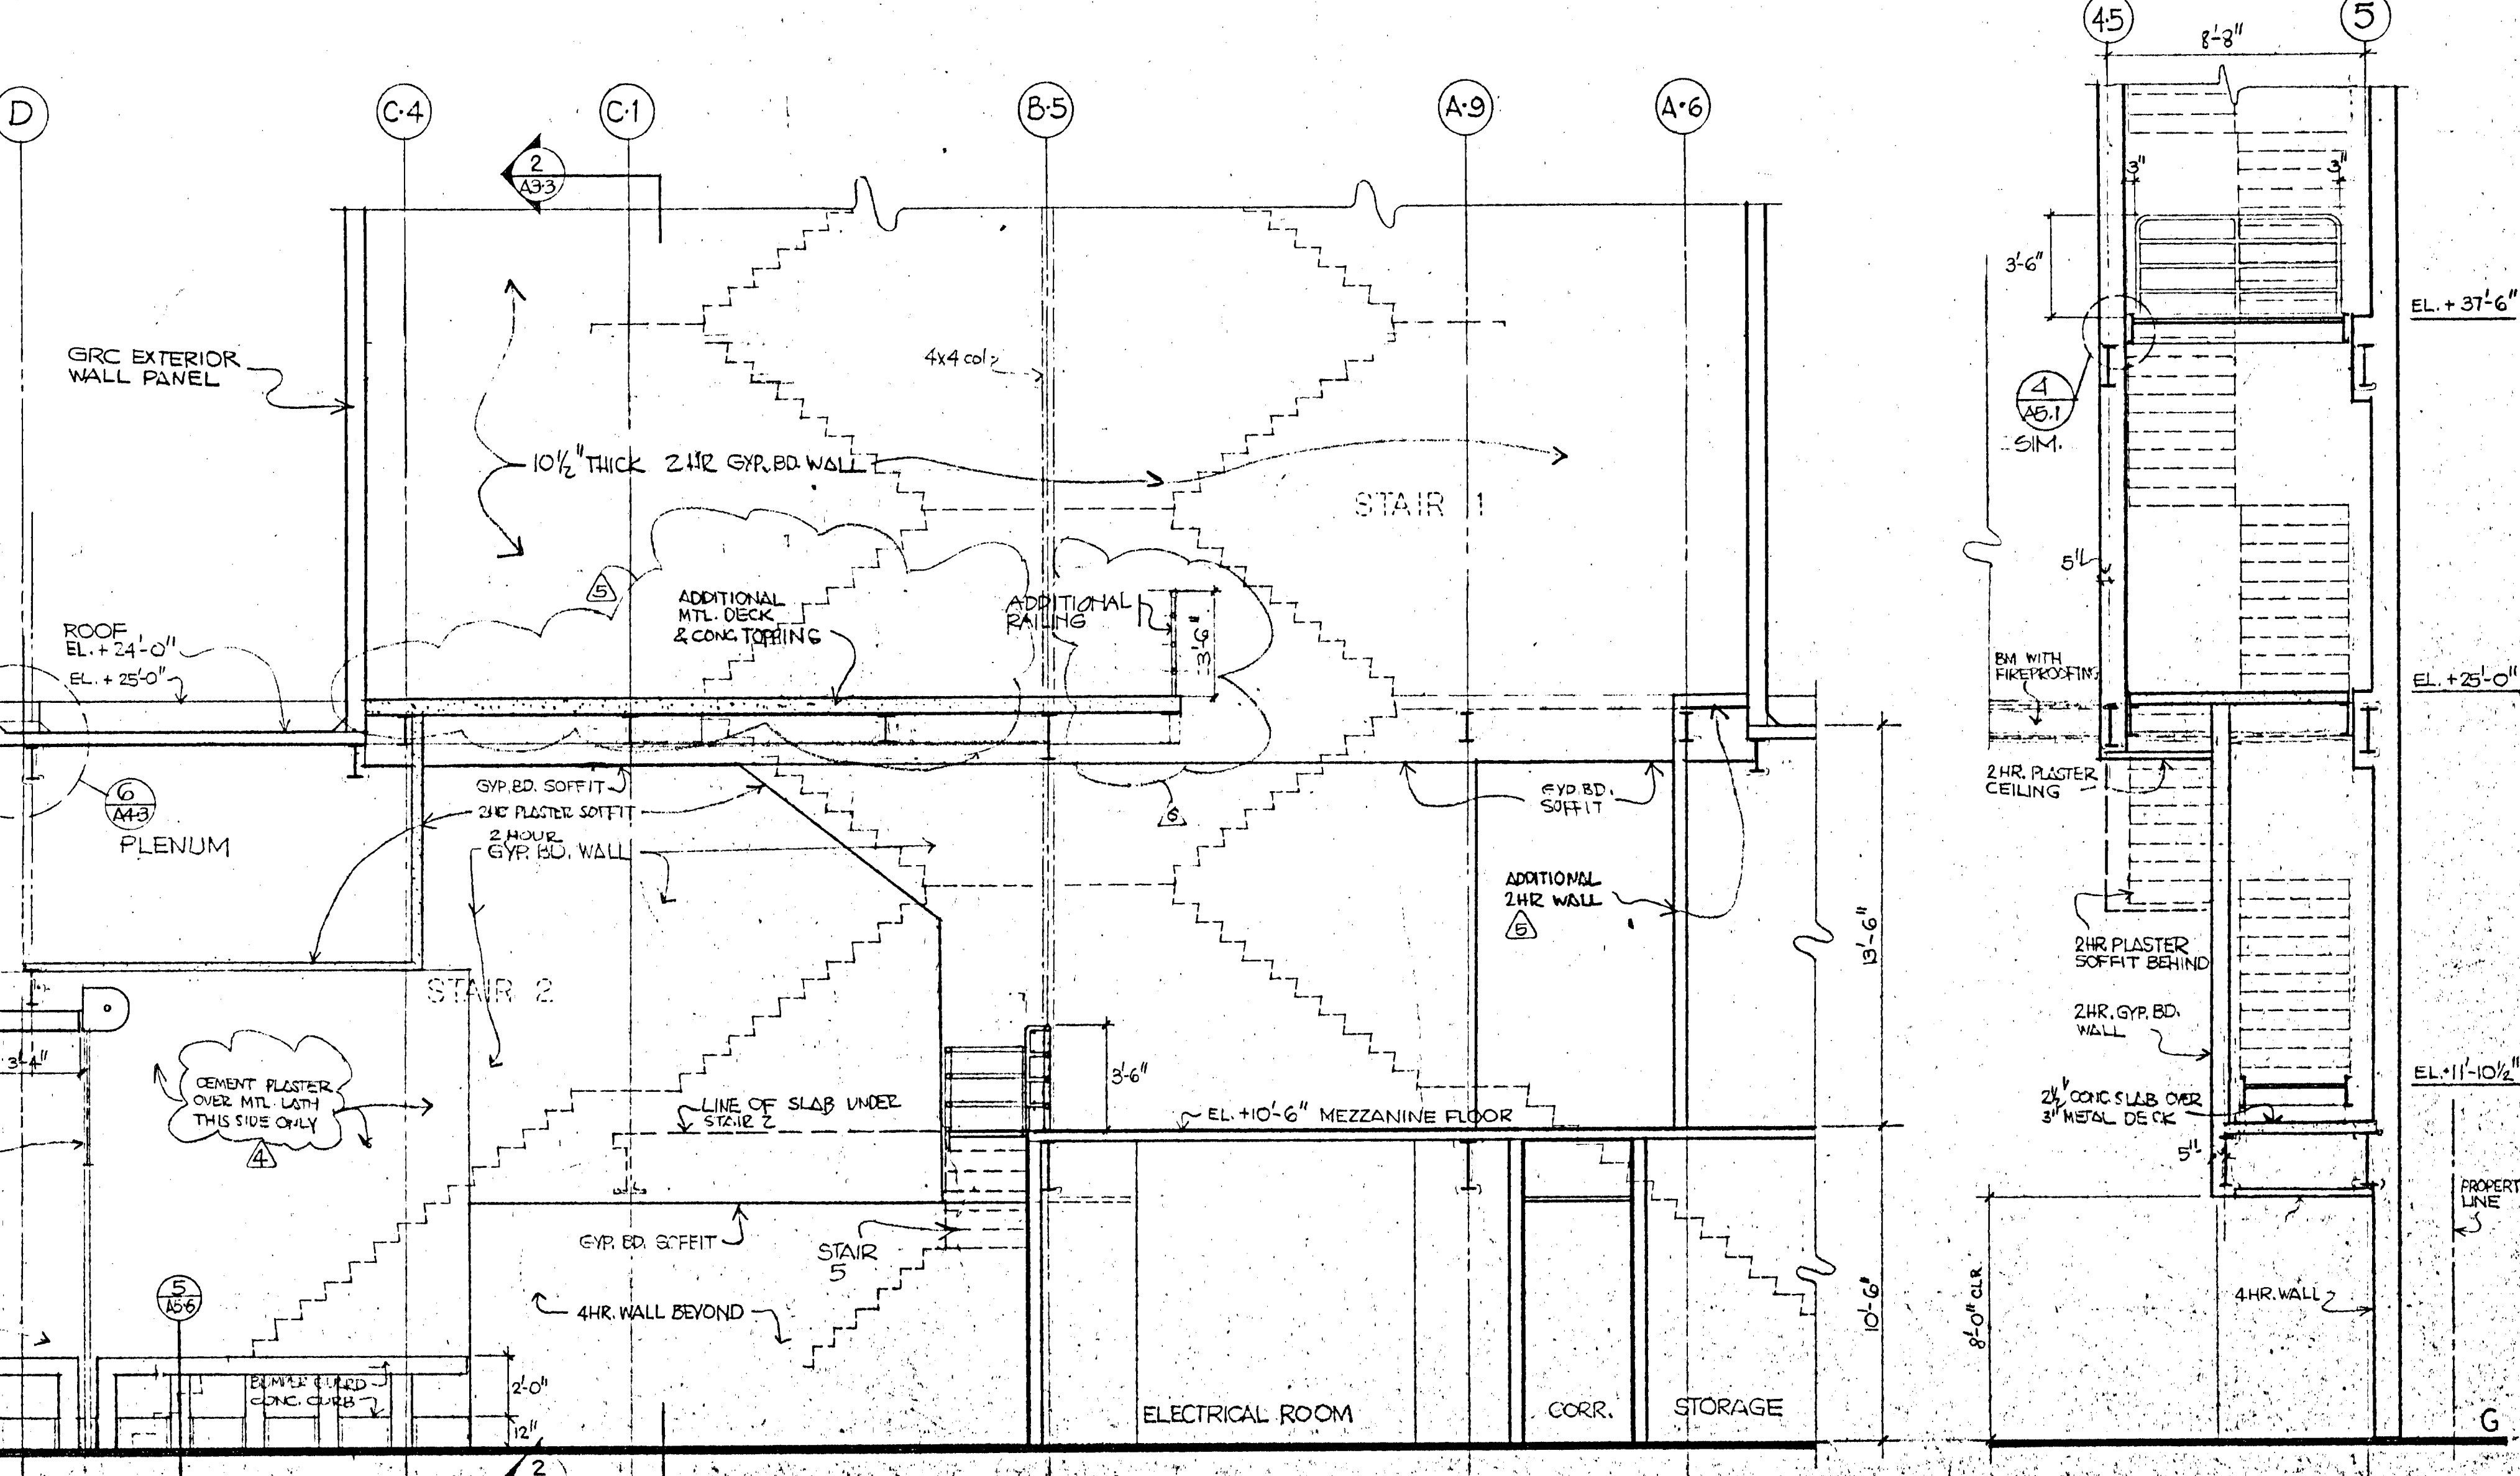 D
C·4
C·1
B·5
A·9
A·6
4·5
5
8'-8"
2
A3·3
3"
3"
3'-6"
EL. + 37'-6"
GRC EXTERIOR
WALL PANEL
4x4 col
4
A5.1
SIM.
10½" THICK 2 HR GYP. BD. WALL
STAIR 1
5
ADDITIONAL
MTL. DECK
& CONC. TOPPING
ADDITIONAL
RAILING
3'-6"
5"
ROOF
EL. + 24'-0"
EL. + 25'-0"
BM WITH
FIREPROOFING
EL. +25'-0"
6
A4·3
PLENUM
GYP. BD. SOFFIT
2HR PLASTER SOFFIT
2 HOUR
GYP. BD. WALL
6
GYP. BD.
SOFFIT
2 HR. PLASTER
CEILING
ADDITIONAL
2HR WALL
5
13'-6"
2HR PLASTER
SOFFIT BEHIND
STAIR 2
2HR. GYP. BD.
WALL
3'-4"
CEMENT PLASTER
OVER MTL. LATH
THIS SIDE ONLY
4
LINE OF SLAB UNDER
STAIR 2
3'-6"
EL. +10'-6" MEZZANINE FLOOR
EL. +11'-10½"
2½" CONC. SLAB OVER
3" METAL DECK
5"
PROPERT
LINE
GYP. BD. SOFFIT
STAIR
5
5
A5·6
4HR. WALL BEYOND
10'-6"
8'-0" CLR.
4HR. WALL
BUMPER GUARD
CONC. CURB
2'-0"
12"
ELECTRICAL ROOM
CORR.
STORAGE
G
2